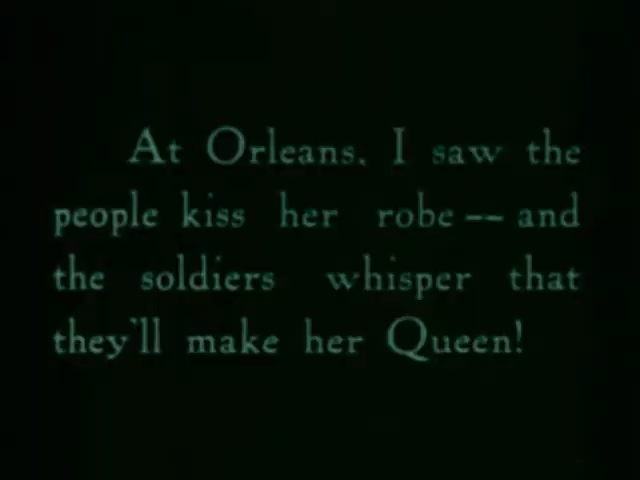 At Orleans, I saw the
people kiss her robe -- and
the soldiers whisper that
they'll make her Queen!